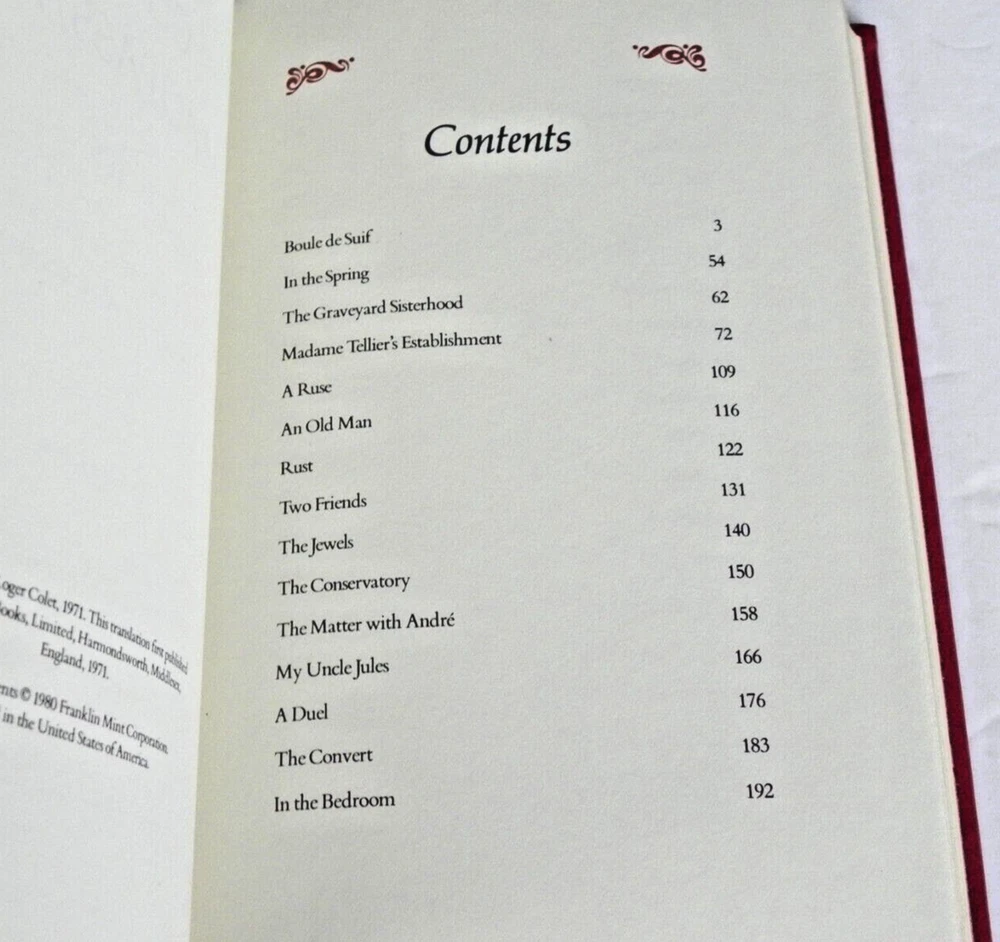 oger Colet, 1971. This translation first published
ooks, Limited, Harmondsworth, Middlesex,
England, 1971.
nts © 1980 Franklin Mint Corporation
in the United States of America.
Contents
Boule de Suif 3
In the Spring 54
The Graveyard Sisterhood 62
Madame Tellier's Establishment 72
A Ruse 109
An Old Man 116
Rust 122
Two Friends 131
The Jewels 140
The Conservatory 150
The Matter with André 158
My Uncle Jules 166
A Duel 176
The Convert 183
In the Bedroom 192